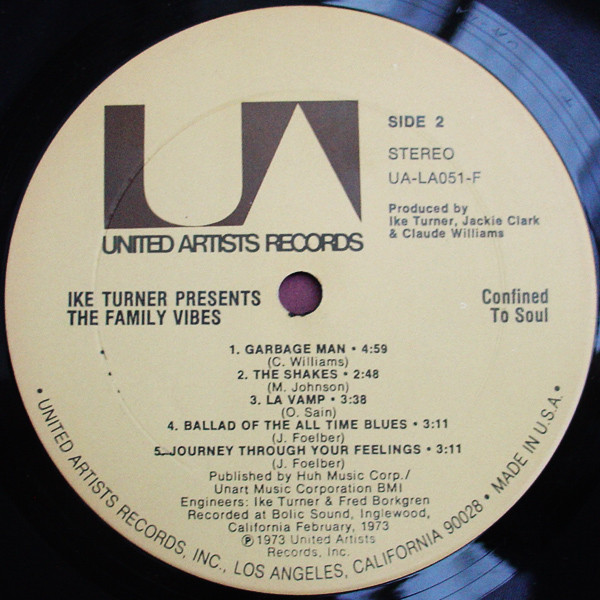 UA
UNITED ARTISTS RECORDS
SIDE 2
STEREO
UA-LA051-F
Produced by
Ike Turner, Jackie Clark
& Claude Williams
IKE TURNER PRESENTS
THE FAMILY VIBES
Confined
To Soul
1. GARBAGE MAN • 4:59
(C. Williams)
2. THE SHAKES • 2:48
(M. Johnson)
3. LA VAMP • 3:38
(O. Sain)
4. BALLAD OF THE ALL TIME BLUES • 3:11
(J. Foelber)
5. JOURNEY THROUGH YOUR FEELINGS • 3:11
(J. Foelber)
Published by Huh Music Corp./
Unart Music Corporation BMI
Engineers: Ike Turner & Fred Borkgren
Recorded at Bolic Sound, Inglewood,
California February, 1973
℗ 1973 United Artists
Records, Inc.
• UNITED ARTISTS RECORDS, INC., LOS ANGELES, CALIFORNIA 90028 • MADE IN U.S.A. •